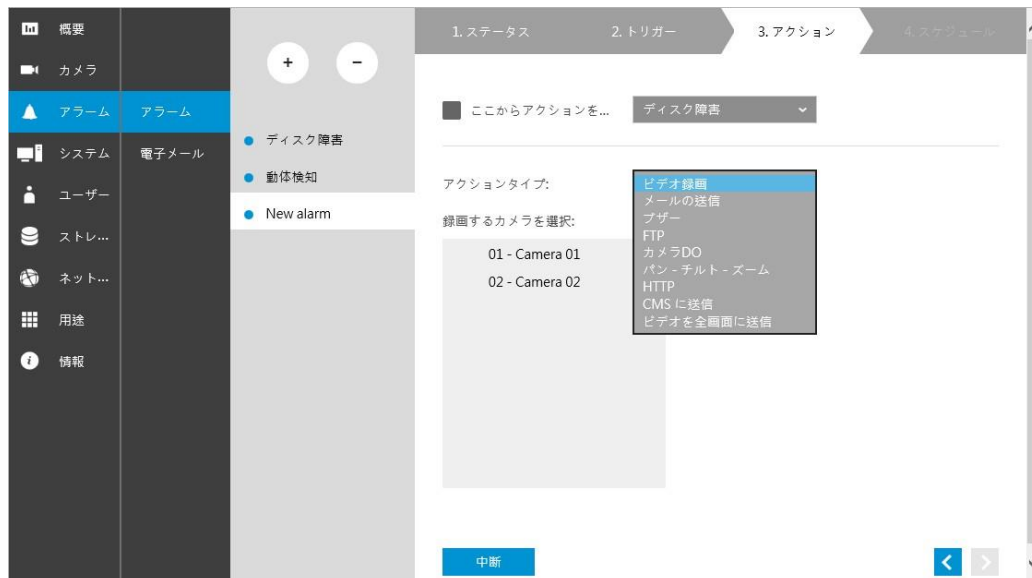 概要
カメラ
アラーム
システム
ユーザー
ストレ...
ネット...
用途
情報
アラーム
電子メール
+
-
ディスク障害
動体検知
New alarm
1. ステータス
2. トリガー
3. アクション
4. スケジュール
ここからアクションを...
ディスク障害
アクションタイプ:
ビデオ録画
メールの送信
ブザー
FTP
カメラDO
パン - チルト - ズーム
HTTP
CMS に送信
ビデオを全画面に送信
録画するカメラを選択:
01 - Camera 01
02 - Camera 02
中断